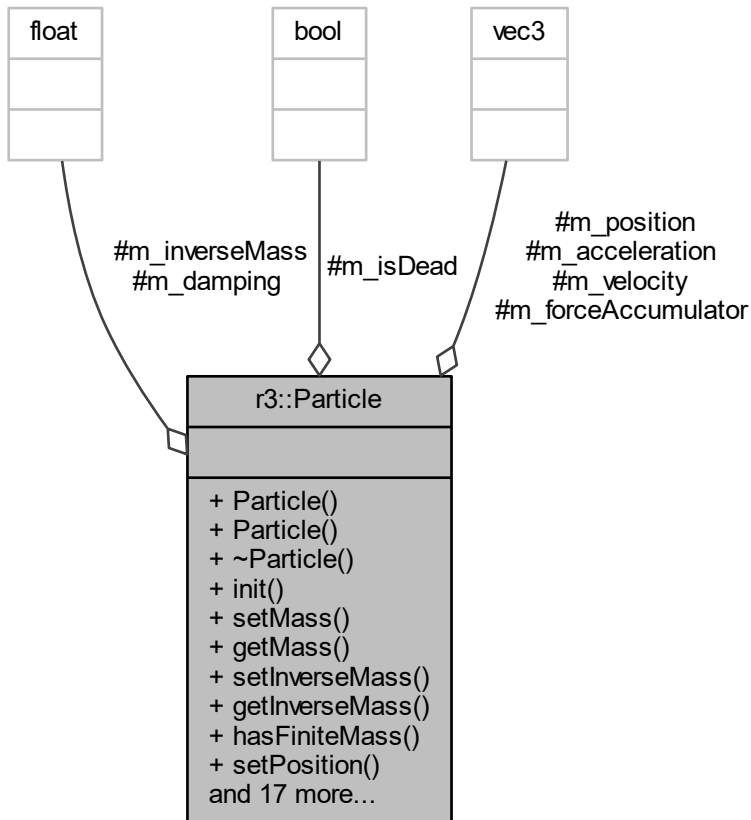 float
bool
vec3
#m_inverseMass
#m_damping
#m_isDead
#m_position
#m_acceleration
#m_velocity
#m_forceAccumulator
r3::Particle
+ Particle()
+ Particle()
+ ~Particle()
+ init()
+ setMass()
+ getMass()
+ setInverseMass()
+ getInverseMass()
+ hasFiniteMass()
+ setPosition()
and 17 more...